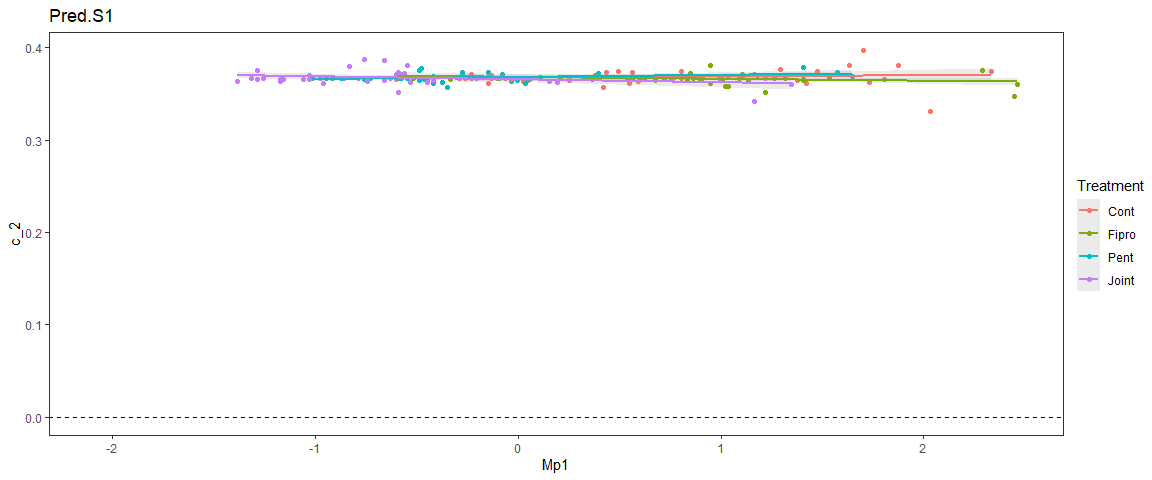 Pred.S1
0.4
0.3
0.2
0.1
0.0
c_2
-2
-1
0
1
2
Mp1
Treatment
Cont
Fipro
Pent
Joint